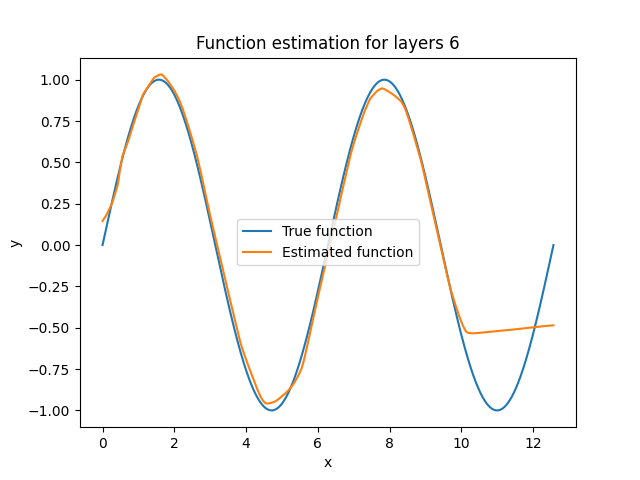 Function estimation for layers 6
y
1.00
0.75
0.50
0.25
0.00
−0.25
−0.50
−0.75
−1.00
True function
Estimated function
0 2 4 6 8 10 12
x